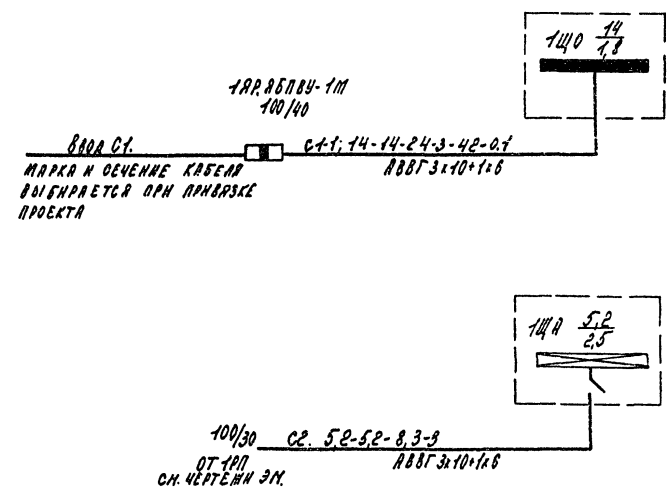 1ЩО 14
1,8
1ЯР, ЯБПВУ-1М
100/40
Ввод С1.
С1-1; 14-14-24-3-42-0.1
МАРКА И СЕЧЕНИЕ КАБЕЛЯ
ВЫБИРАЕТСЯ ПРИ ПРИВЯЗКЕ
ПРОЕКТА
АВВГ 3х10+1х6
1ЩА 5,2
2,5
100/30
С2. 5,2-5,2-8,3-3
ОТ 1РП
СМ. ЧЕРТЕЖИ ЭМ.
АВВГ 3х10+1х6